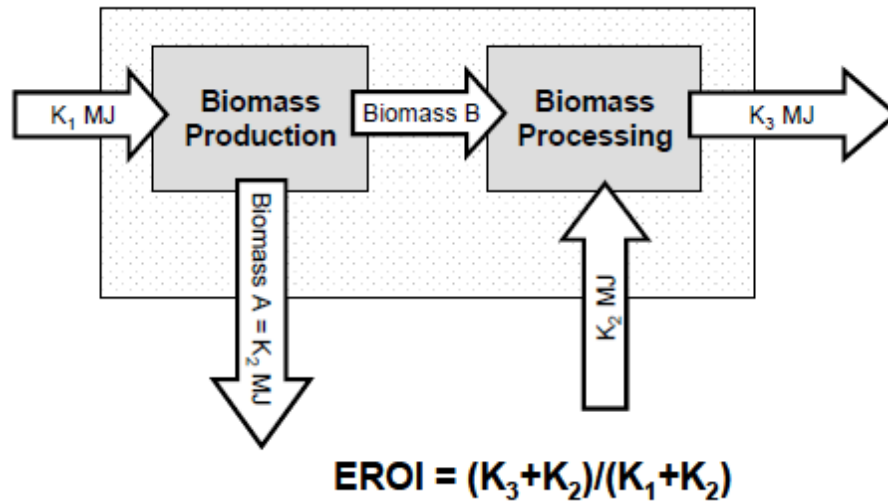 K₁ MJ
Biomass
Production
Biomass B
Biomass
Processing
K₃ MJ
Biomass A = K₂ MJ
K₂ MJ
EROI = (K₃+K₂)/(K₁+K₂)